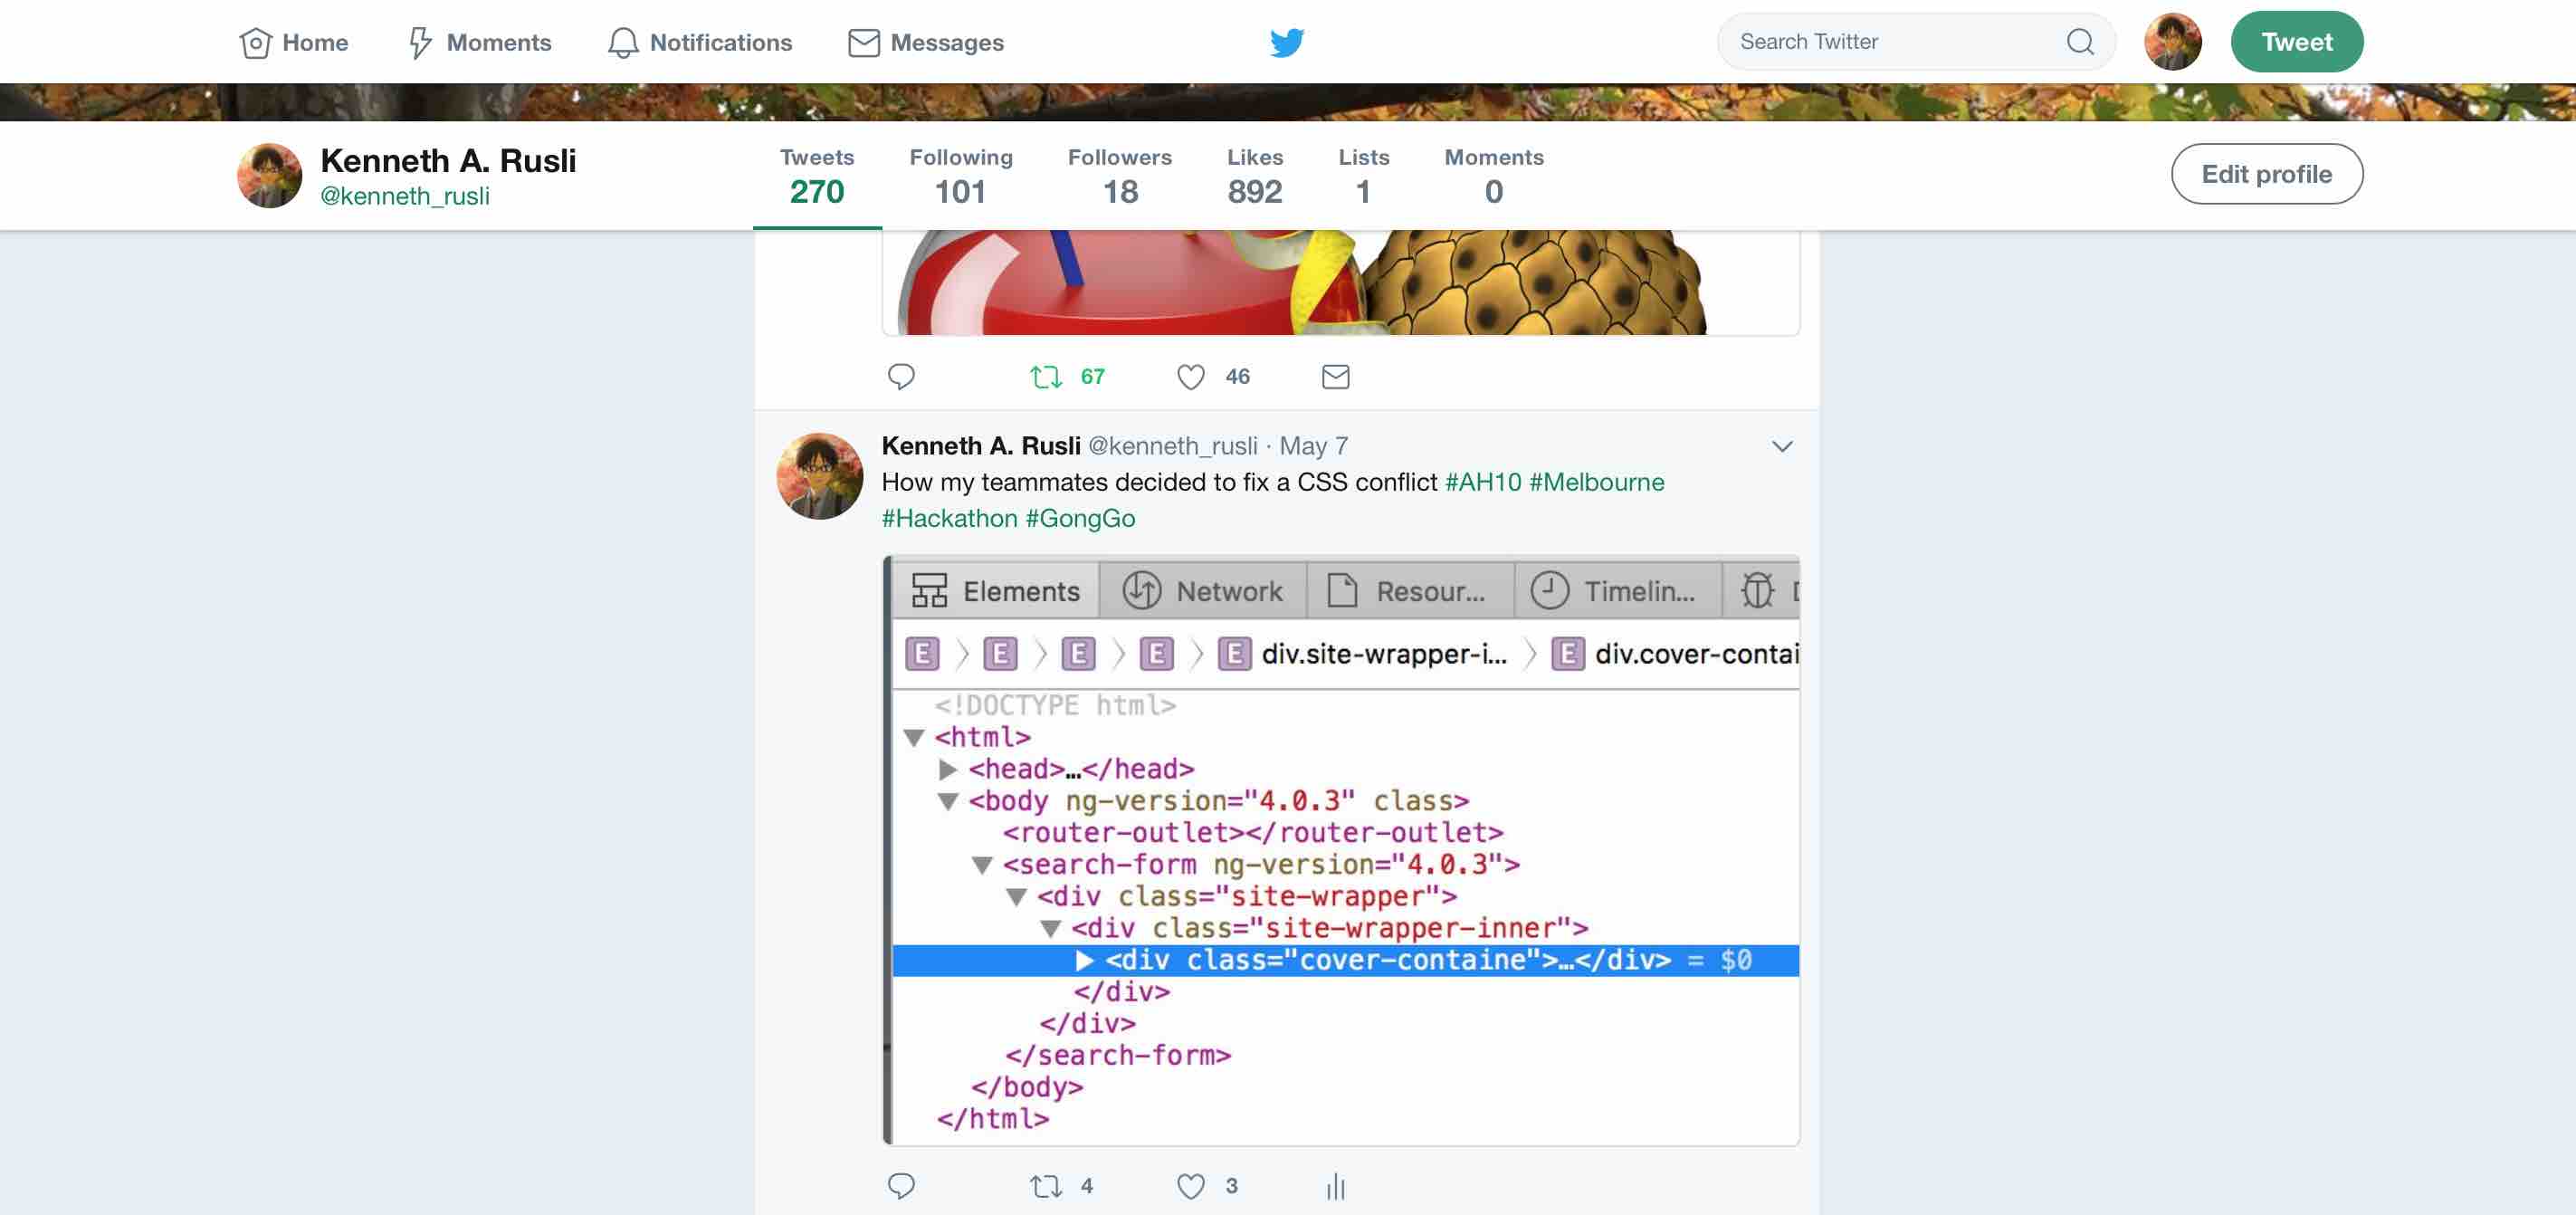 Home Moments Notifications Messages Search Twitter Tweet
Kenneth A. Rusli
@kenneth_rusli
Tweets Following Followers Likes Lists Moments
270 101 18 892 1 0
Edit profile
67 46
Kenneth A. Rusli @kenneth_rusli · May 7
How my teammates decided to fix a CSS conflict #AH10 #Melbourne
#Hackathon #GongGo
Elements Network Resour... Timelin...
E E E E E div.site-wrapper-i... E div.cover-contai
<!DOCTYPE html>
<html>
<head>…</head>
<body ng-version="4.0.3" class>
<router-outlet></router-outlet>
<search-form ng-version="4.0.3">
<div class="site-wrapper">
<div class="site-wrapper-inner">
<div class="cover-containe">…</div> = $0
</div>
</div>
</search-form>
</body>
</html>
4 3